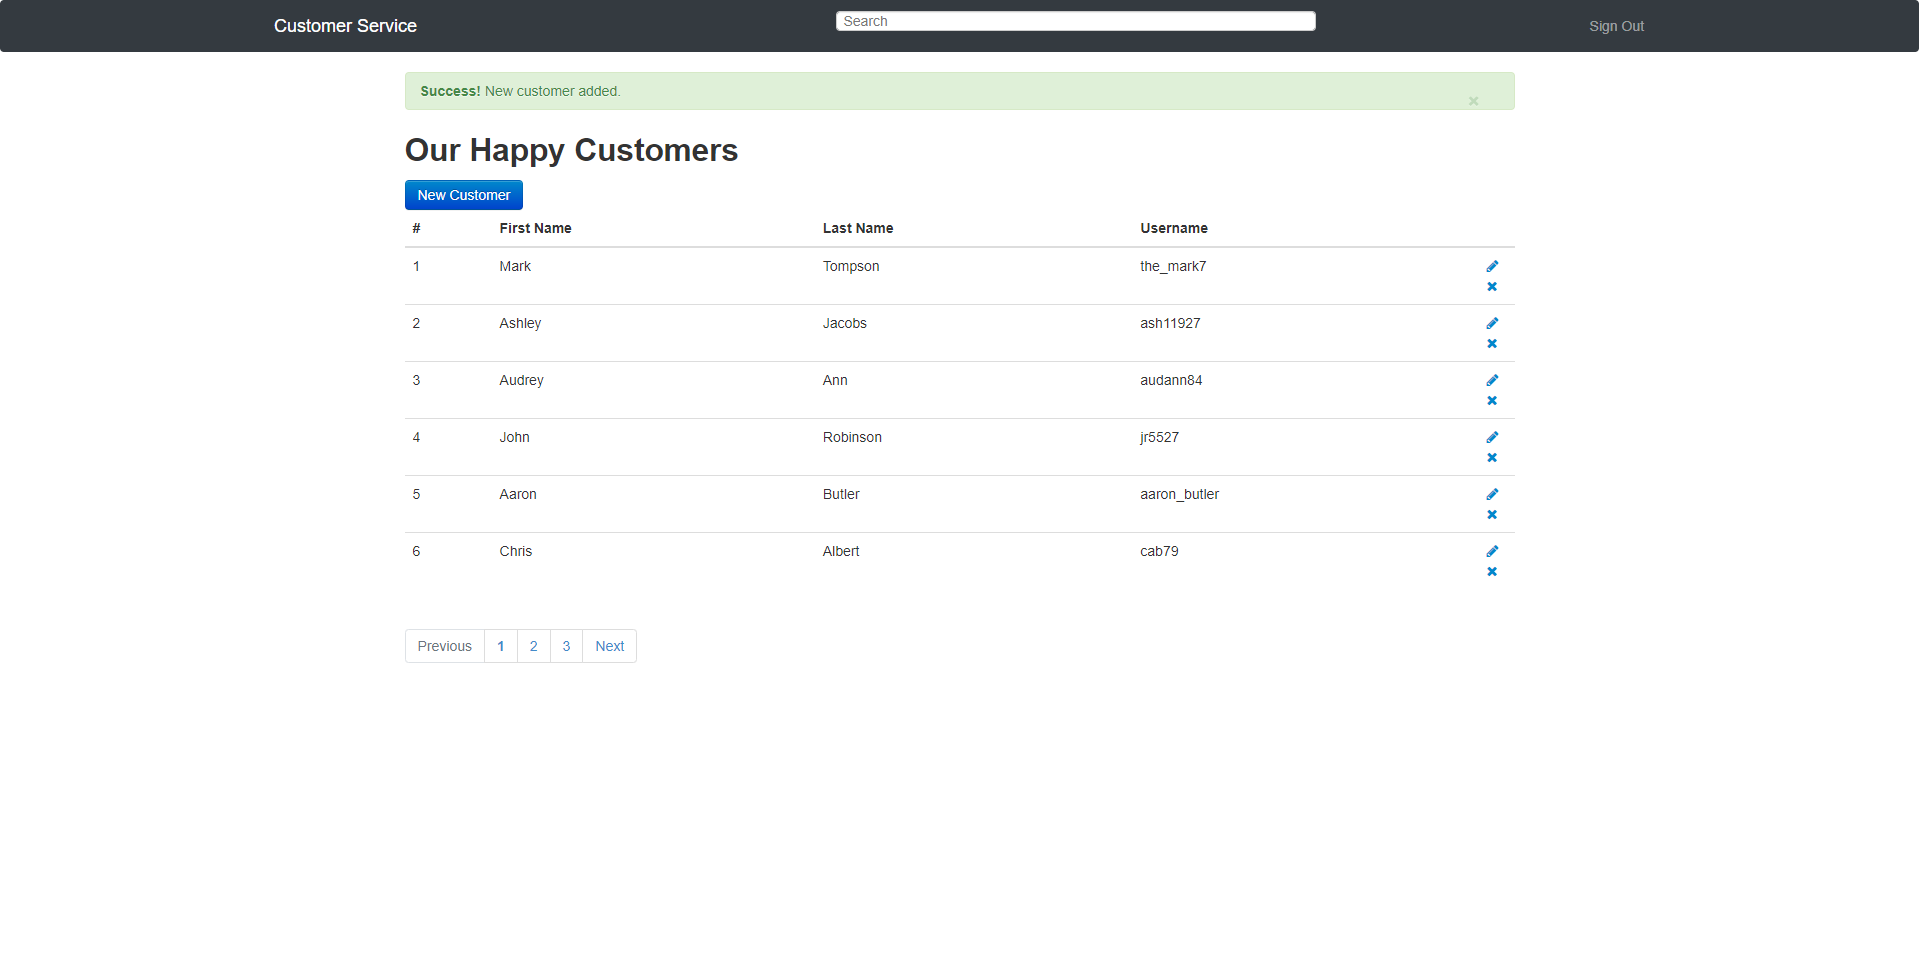 Customer Service Search Sign Out
Success! New customer added. ×
Our Happy Customers
New Customer
# First Name Last Name Username
1 Mark Tompson the_mark7
2 Ashley Jacobs ash11927
3 Audrey Ann audann84
4 John Robinson jr5527
5 Aaron Butler aaron_butler
6 Chris Albert cab79
Previous 1 2 3 Next